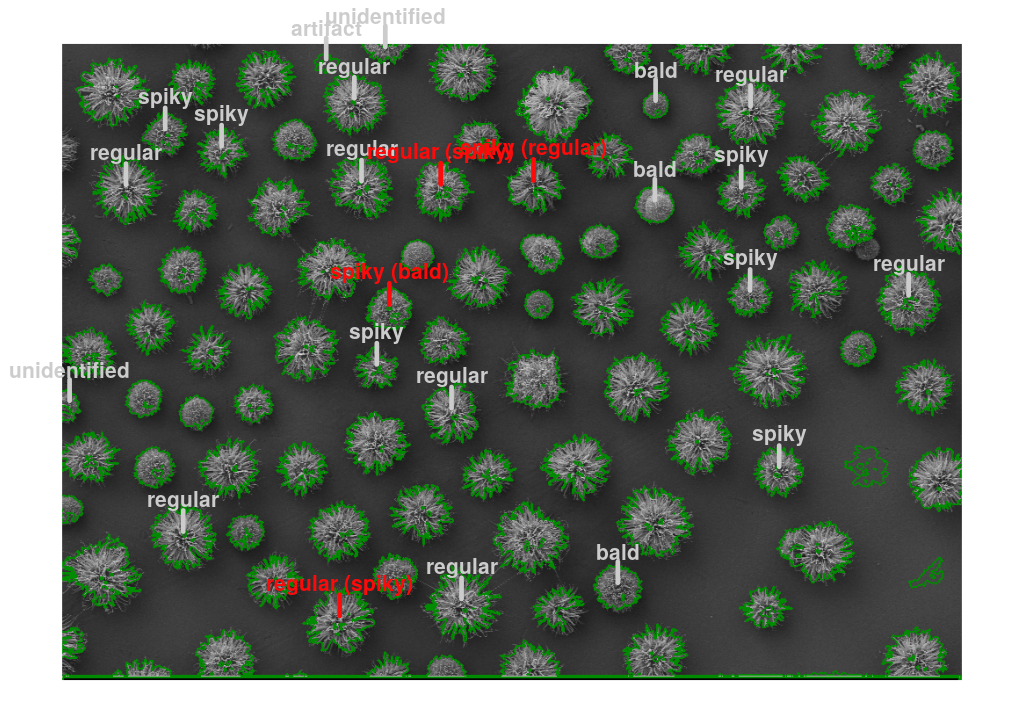 unidentified
artifact
regular
bald
regular
spiky
spiky
regular
regular
regular (spiky)
spiky (regular)
spiky
bald
spiky
regular
spiky (bald)
spiky
unidentified
regular
spiky
regular
bald
regular
regular (spiky)